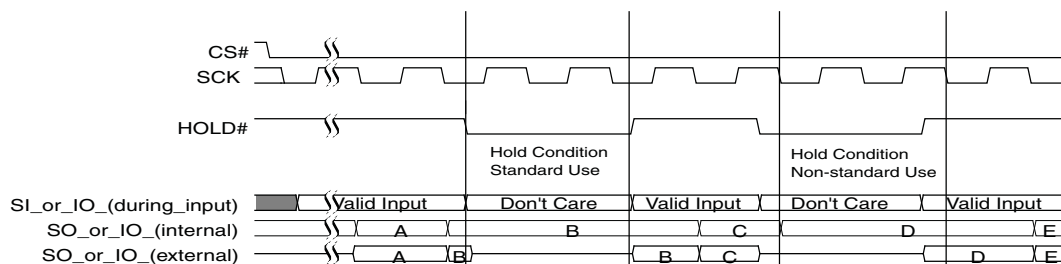 CS#
SCK
HOLD#
Hold Condition
Standard Use
Hold Condition
Non-standard Use
SI_or_IO_(during_input) Valid Input Don't Care Valid Input Don't Care Valid Input
SO_or_IO_(internal) A B C D E
SO_or_IO_(external) A B B C D E